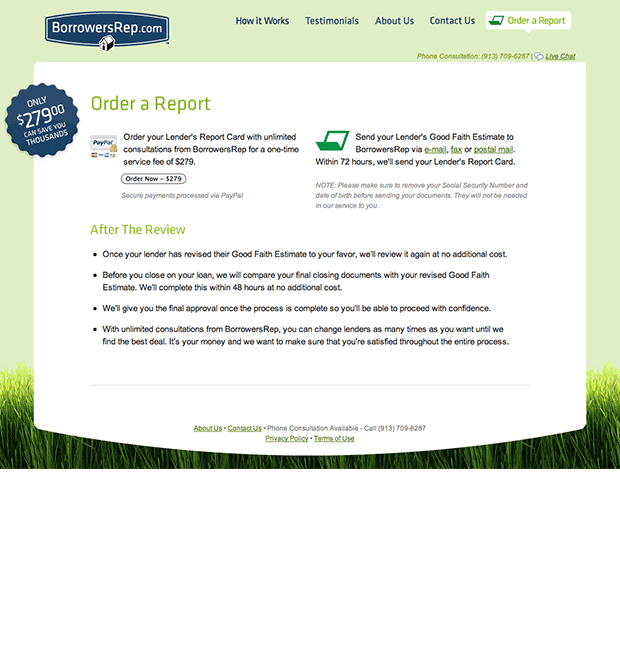 BorrowersRep.com
How it Works Testimonials About Us Contact Us Order a Report
Phone Consultation: (913) 709-6287 | Live Chat
ONLY
$279.00
CAN SAVE YOU
THOUSANDS
Order a Report
PayPal
Order your Lender's Report Card with unlimited
consultations from BorrowersRep for a one-time
service fee of $279.
Order Now – $279
Secure payments processed via PayPal
Send your Lender's Good Faith Estimate to
BorrowersRep via e-mail, fax or postal mail.
Within 72 hours, we'll send your Lender's Report Card.
NOTE: Please make sure to remove your Social Security Number and
date of birth before sending your documents. They will not be needed
in our service to you.
After The Review
• Once your lender has revised their Good Faith Estimate to your favor, we'll review it again at no additional cost.
• Before you close on your loan, we will compare your final closing documents with your revised Good Faith
Estimate. We'll complete this within 48 hours at no additional cost.
• We'll give you the final approval once the process is complete so you'll be able to proceed with confidence.
• With unlimited consultations from BorrowersRep, you can change lenders as many times as you want until we
find the best deal. It's your money and we want to make sure that you're satisfied throughout the entire process.
About Us • Contact Us • Phone Consultation Available - Call (913) 709-6287
Privacy Policy • Terms of Use